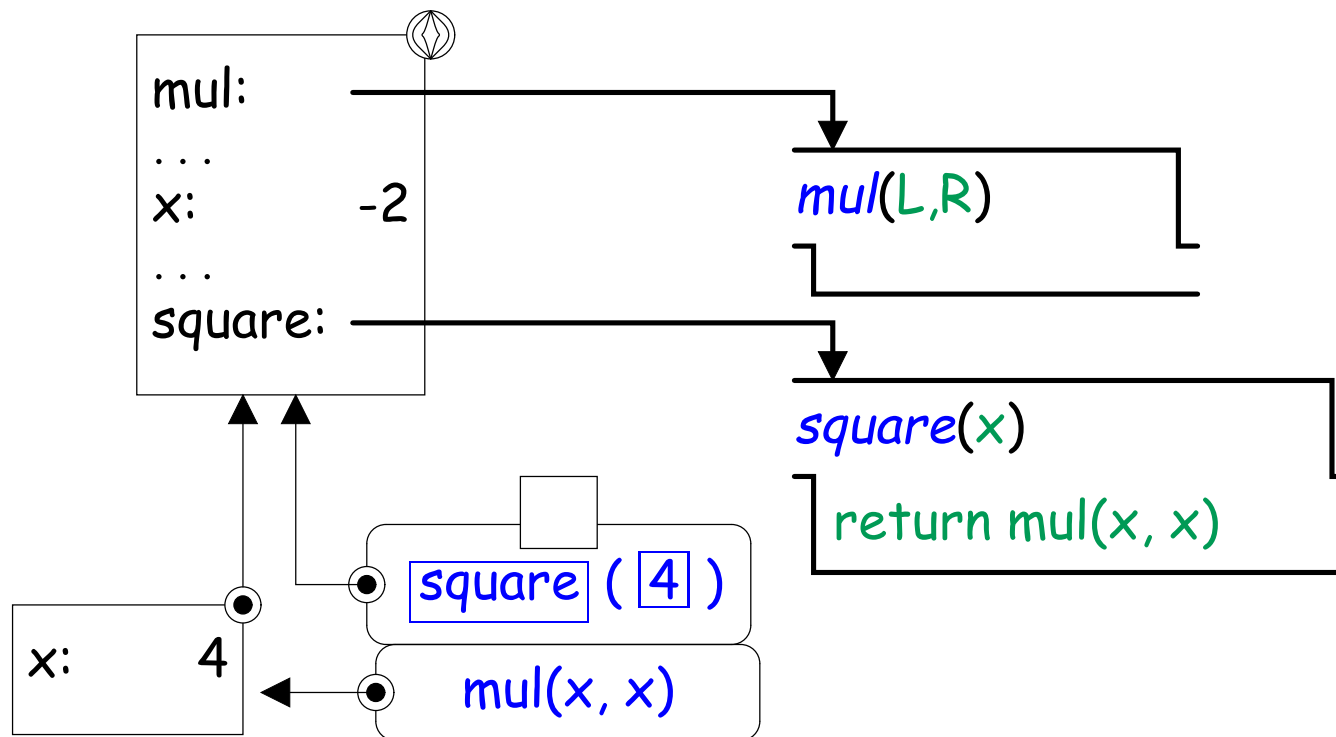 mul:
. . .
x: -2
. . .
square:
mul(L,R)
square(x)
return mul(x, x)
square ( 4 )
x: 4
mul(x, x)